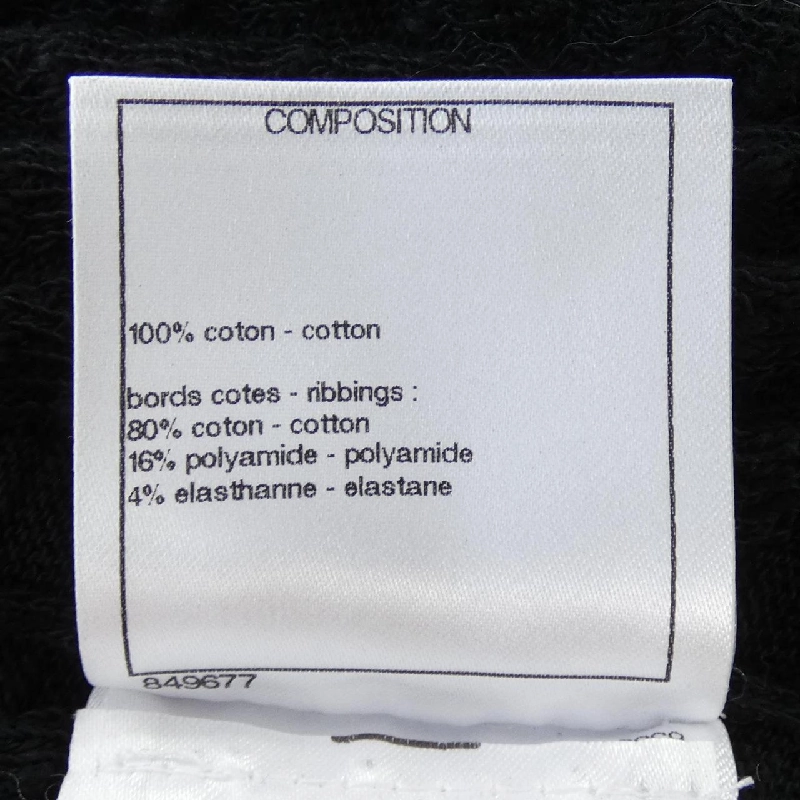 COMPOSITION
100% coton - cotton
bords cotes - ribbings :
80% coton - cotton
16% polyamide - polyamide
4% elasthanne - elastane
849677